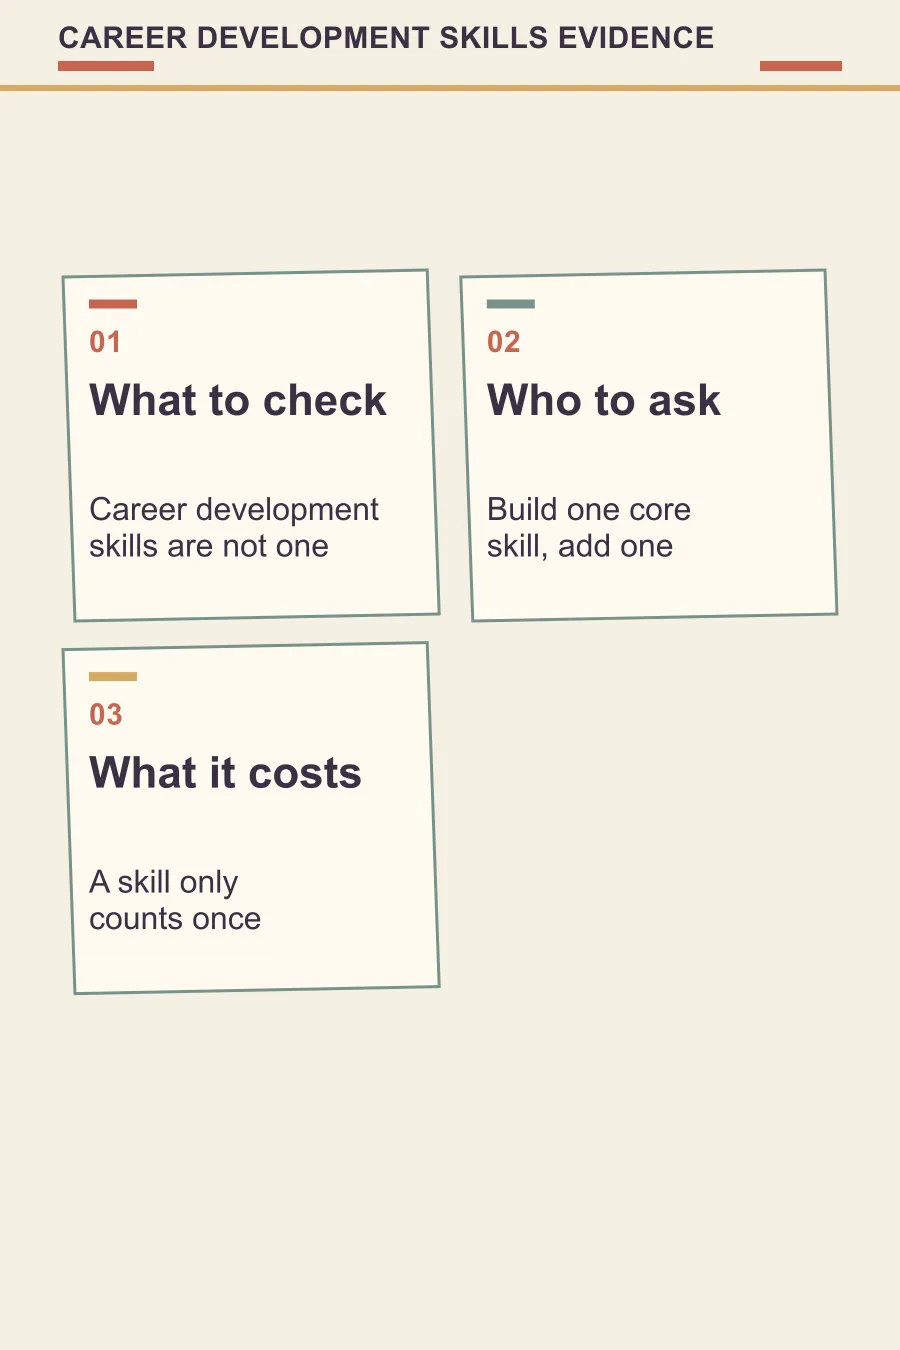 CAREER DEVELOPMENT SKILLS EVIDENCE
01
What to check
Career development
skills are not one
02
Who to ask
Build one core
skill, add one
03
What it costs
A skill only
counts once